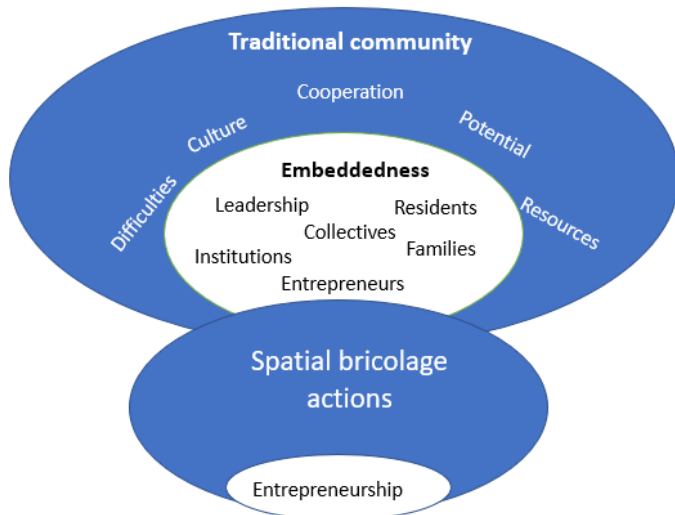 Traditional community
Cooperation
Culture
Potential
Difficulties
Resources
Embeddedness
Leadership
Residents
Collectives
Institutions
Families
Entrepreneurs
Spatial bricolage
actions
Entrepreneurship